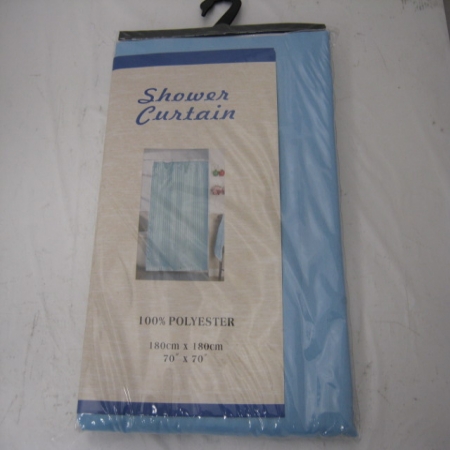 Shower
Curtain
100% POLYESTER
180cm x 180cm
70" x 70"